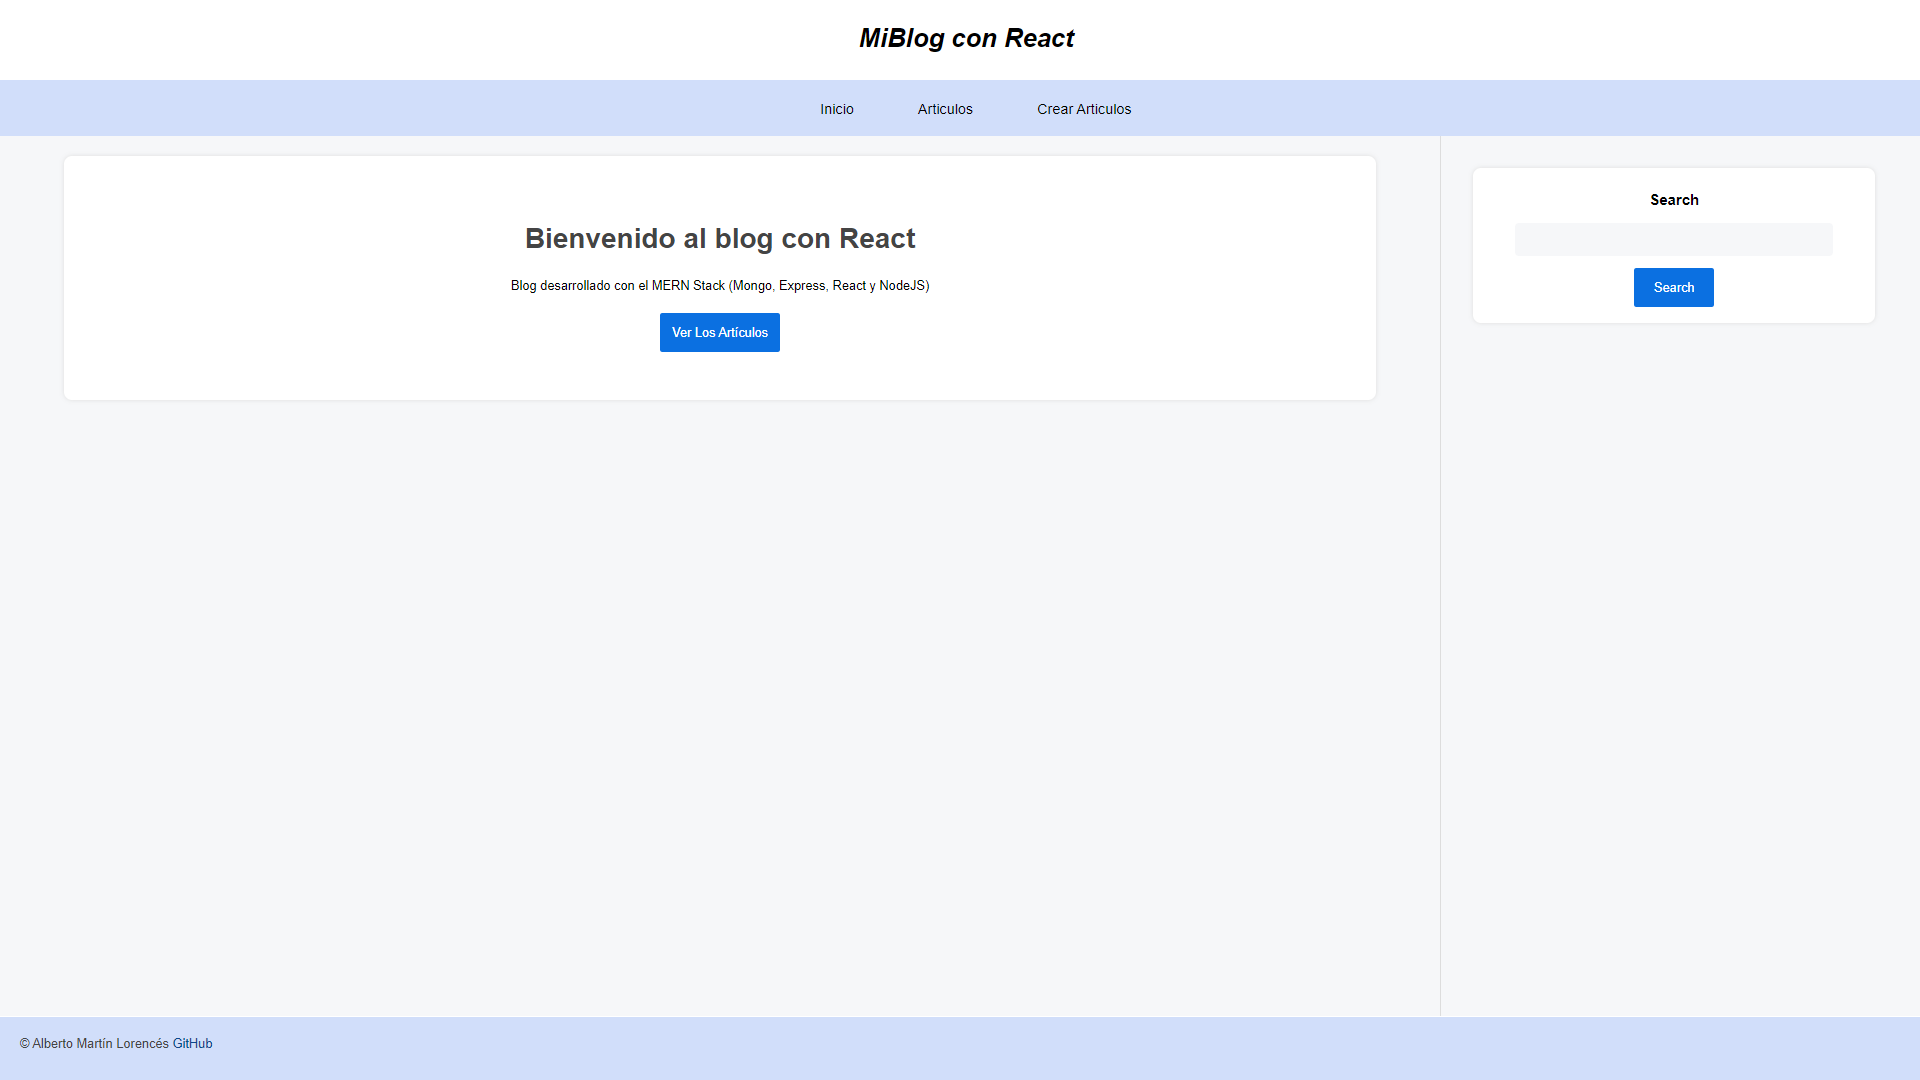 MiBlog con React
Inicio Articulos Crear Articulos
Bienvenido al blog con React
Blog desarrollado con el MERN Stack (Mongo, Express, React y NodeJS)
Ver Los Artículos
Search
Search
© Alberto Martín Lorencés GitHub